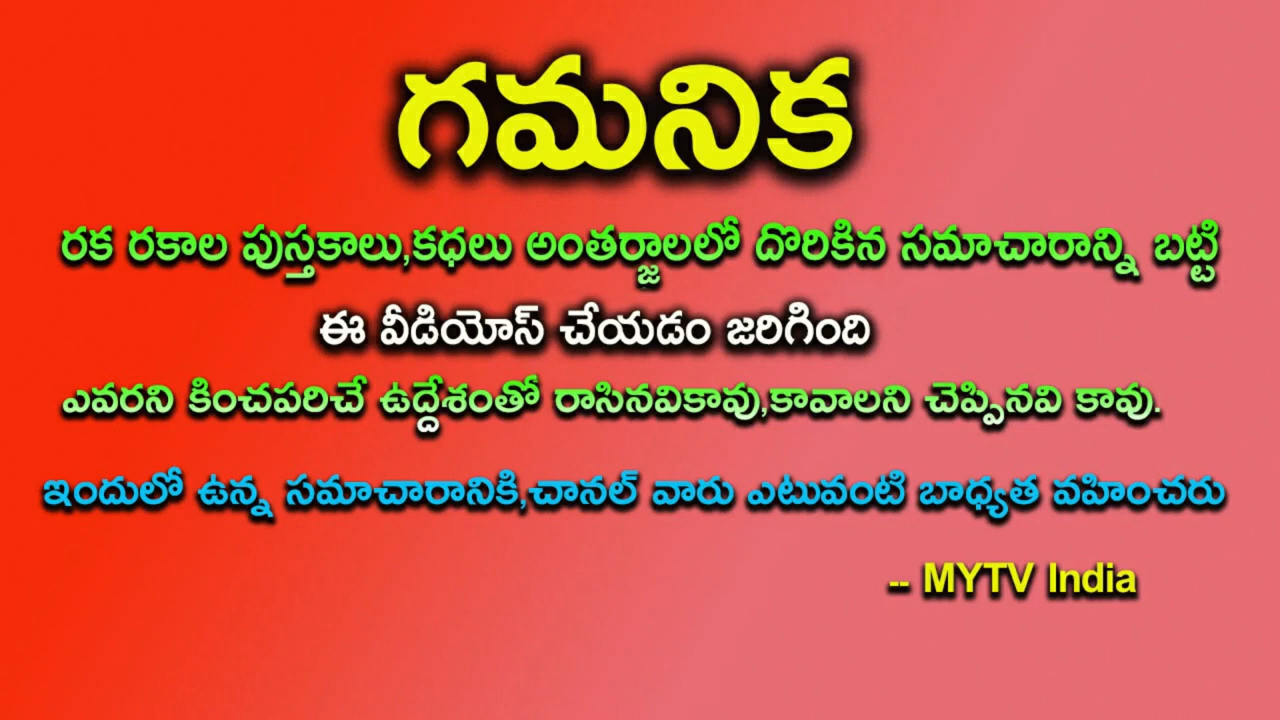 గమనిక
రక రకాల పుస్తకాలు,కధలు అంతర్జాలలో దొరికిన సమాచారాన్ని బట్టి
ఈ వీడియోస్ చేయడం జరిగింది
ఎవరని కించపరిచే ఉద్దేశంతో రాసినవికావు,కావాలని చెప్పినవి కావు.
ఇందులో ఉన్న సమాచారానికి,చానల్ వారు ఎటువంటి బాధ్యత వహించరు
-- MYTV India